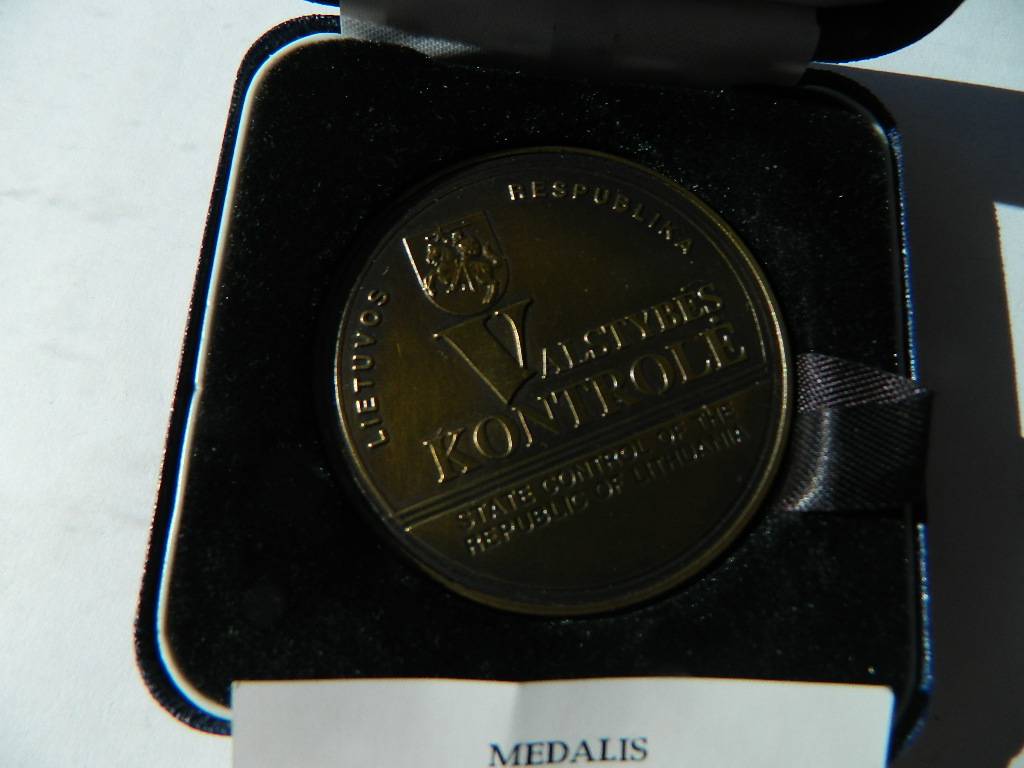 LIETUVOS
RESPUBLIKA
VALSTYBĖS
KONTROLĖ
STATE CONTROL OF THE
REPUBLIC OF LITHUANIA
MEDALIS